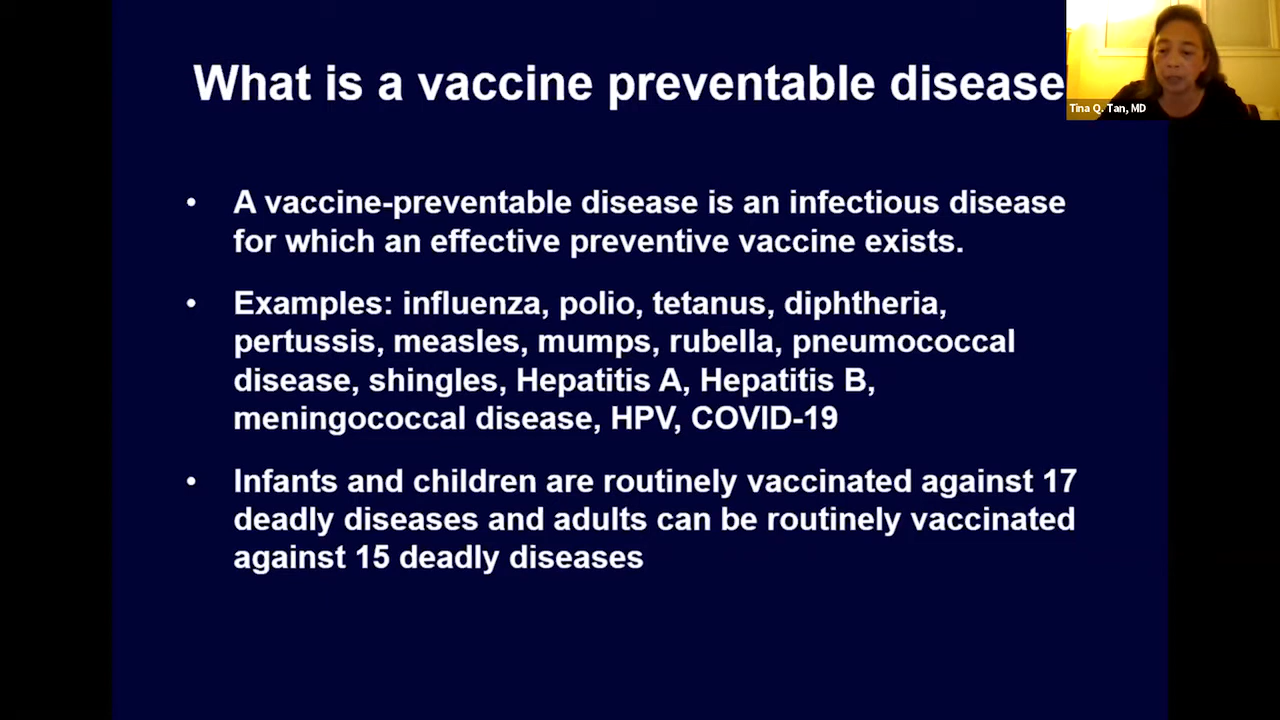 What is a vaccine preventable disease
Tina Q. Tan, MD
• A vaccine-preventable disease is an infectious disease
for which an effective preventive vaccine exists.
• Examples: influenza, polio, tetanus, diphtheria,
pertussis, measles, mumps, rubella, pneumococcal
disease, shingles, Hepatitis A, Hepatitis B,
meningococcal disease, HPV, COVID-19
• Infants and children are routinely vaccinated against 17
deadly diseases and adults can be routinely vaccinated
against 15 deadly diseases